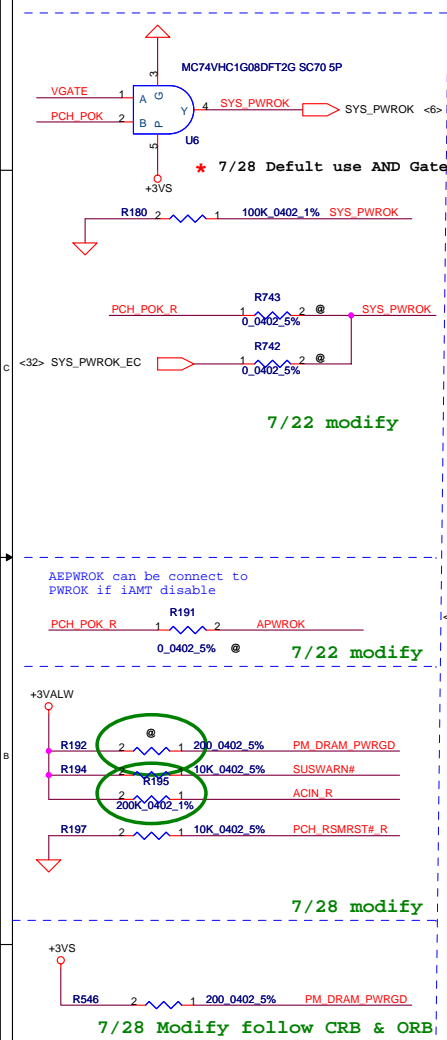 MC74VHC1G08DFT2G SC70 5P
3
VGATE 1 A G Y 4 SYS_PWROK SYS_PWROK <6>
PCH_POK 2 B P
5 U6
+3VS
* 7/28 Defult use AND Gate
R180 2 1 100K_0402_1% SYS_PWROK
R743
PCH_POK_R 1 2 @ SYS_PWROK
0_0402_5%
R742
<32> SYS_PWROK_EC 1 2 @
0_0402_5%
C
7/22 modify
AEPWROK can be connect to
PWROK if iAMT disable
R191
PCH_POK_R 1 2 APWROK
0_0402_5% @
7/22 modify
+3VALW
@
R192 2 1 200_0402_5% PM_DRAM_PWRGD
B
R194 2 1 10K_0402_5% SUSWARN#
R195
2 1 ACIN_R
200K_0402_1%
R197 2 1 10K_0402_5% PCH_RSMRST#_R
7/28 modify
+3VS
R546 2 1 200_0402_5% PM_DRAM_PWRGD
7/28 Modify follow CRB & ORB